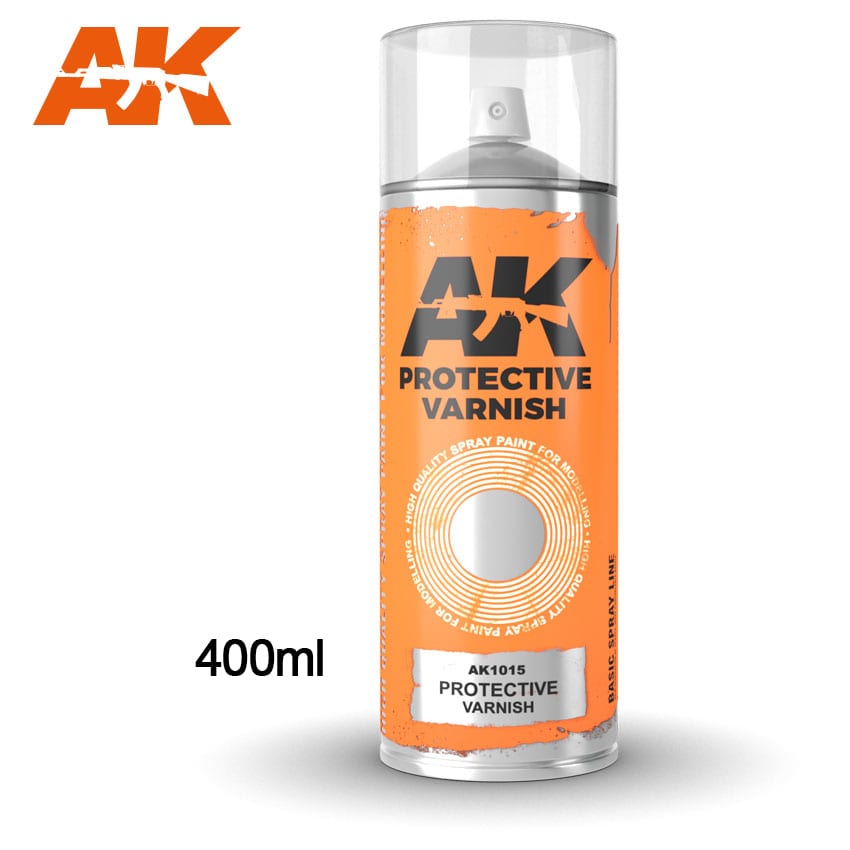 AK
AK
PROTECTIVE
VARNISH
• HIGH QUALITY SPRAY PAINT FOR MODELLING • HIGH QUALITY SPRAY PAINT FOR MODELLING
400ml
AK1015
PROTECTIVE
VARNISH
BASIC SPRAY LINE